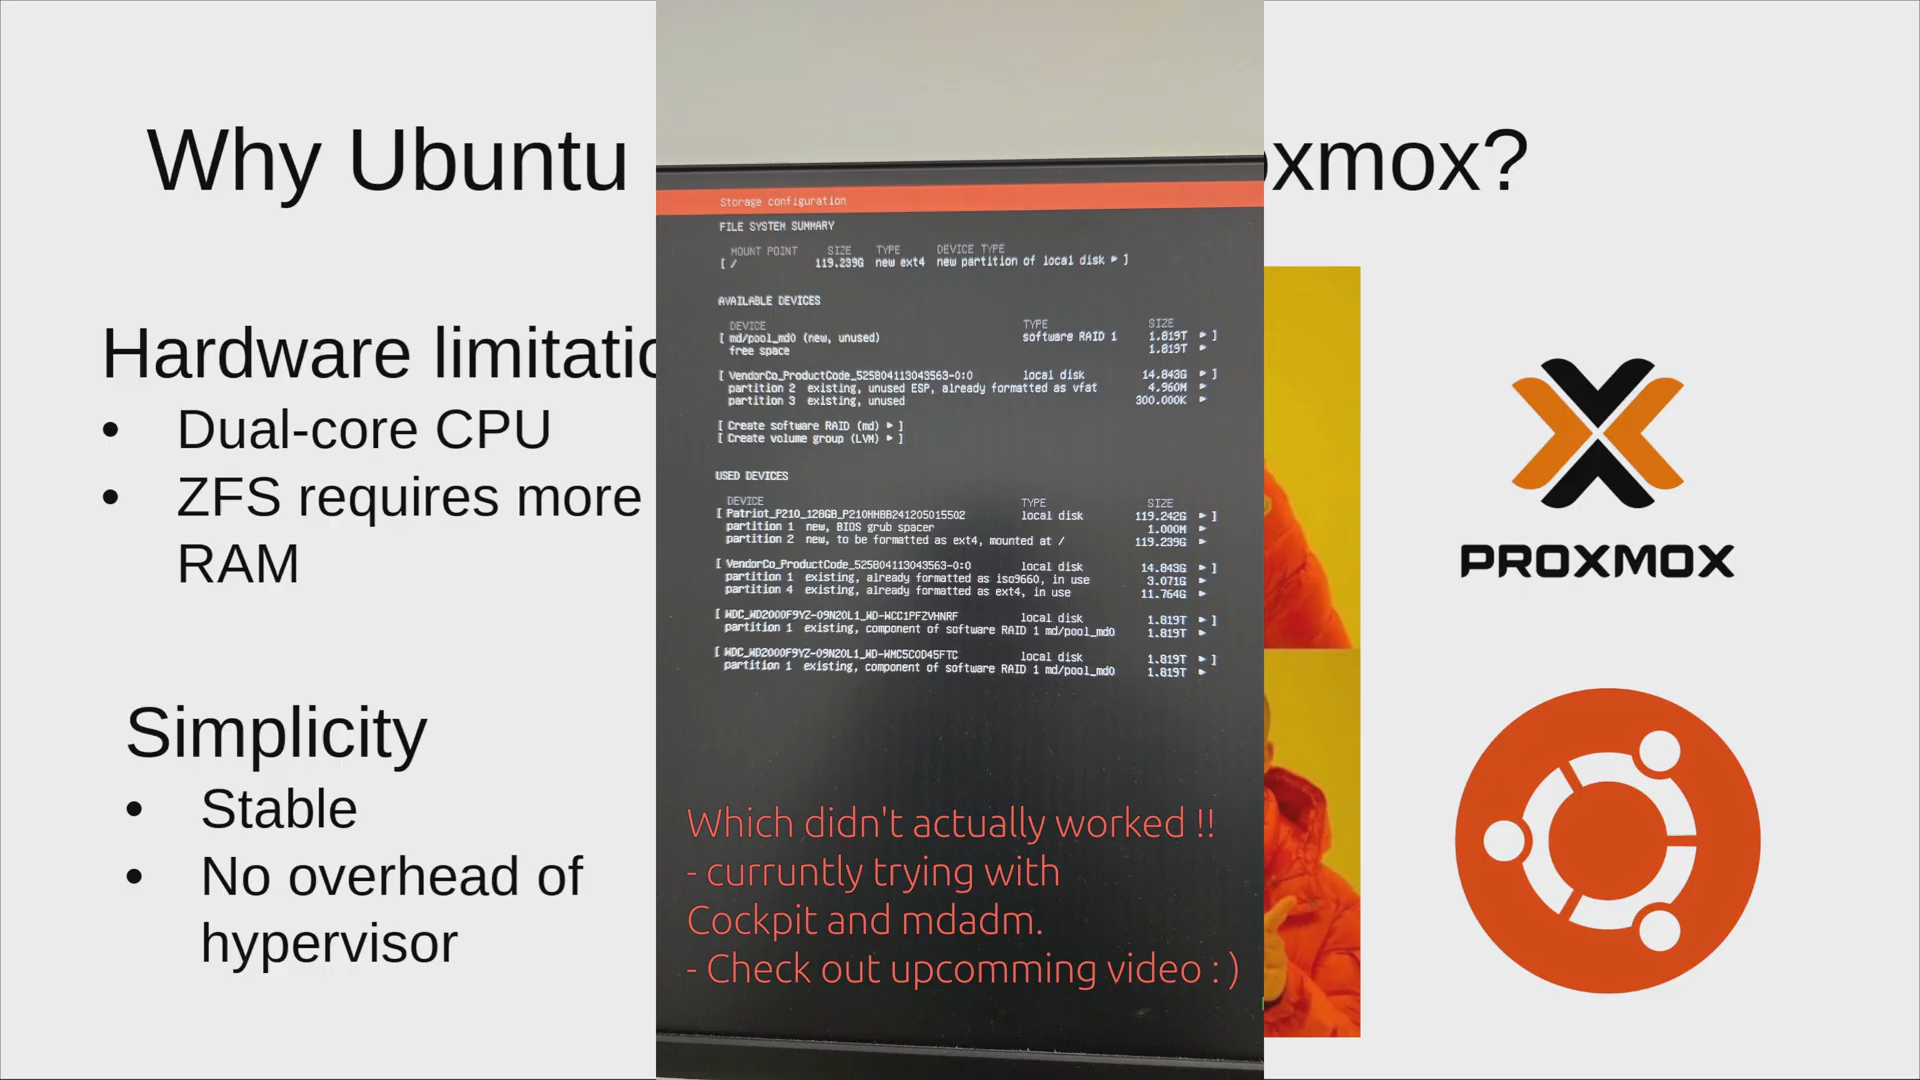 Why Ubuntu
oxmox?
Hardware limitatio
• Dual-core CPU
• ZFS requires more
RAM
Simplicity
• Stable
• No overhead of
hypervisor
Storage configuration
FILE SYSTEM SUMMARY
MOUNT POINT SIZE TYPE DEVICE TYPE
[ / 119.239G new ext4 new partition of local disk ▸ ]
AVAILABLE DEVICES
DEVICE TYPE SIZE
[ md/pool_md0 (new, unused) software RAID 1 1.819T ▸ ]
free space 1.819T ▸
[ VendorCo_ProductCode_525804113043563-0:0 local disk 14.843G ▸ ]
partition 2 existing, unused ESP, already formatted as vfat 4.960M ▸
partition 3 existing, unused 300.000K ▸
[ Create software RAID (md) ▸ ]
[ Create volume group (LVM) ▸ ]
USED DEVICES
DEVICE TYPE SIZE
[ Patriot_P210_128GB_P210HHBB241205015502 local disk 119.242G ▸ ]
partition 1 new, BIOS grub spacer 1.000M ▸
partition 2 new, to be formatted as ext4, mounted at / 119.239G ▸
[ VendorCo_ProductCode_525804113043563-0:0 local disk 14.843G ▸ ]
partition 1 existing, already formatted as iso9660, in use 3.071G ▸
partition 4 existing, already formatted as ext4, in use 11.764G ▸
[ WDC_WD2000F9YZ-09N20L1_WD-WCC1PFZVHNRF local disk 1.819T ▸ ]
partition 1 existing, component of software RAID 1 md/pool_md0 1.819T ▸
[ WDC_WD2000F9YZ-09N20L1_WD-WMC5C0D45FTC local disk 1.819T ▸ ]
partition 1 existing, component of software RAID 1 md/pool_md0 1.819T ▸
Which didn't actually worked !!
- curruntly trying with
Cockpit and mdadm.
- Check out upcomming video : )
PROXMOX